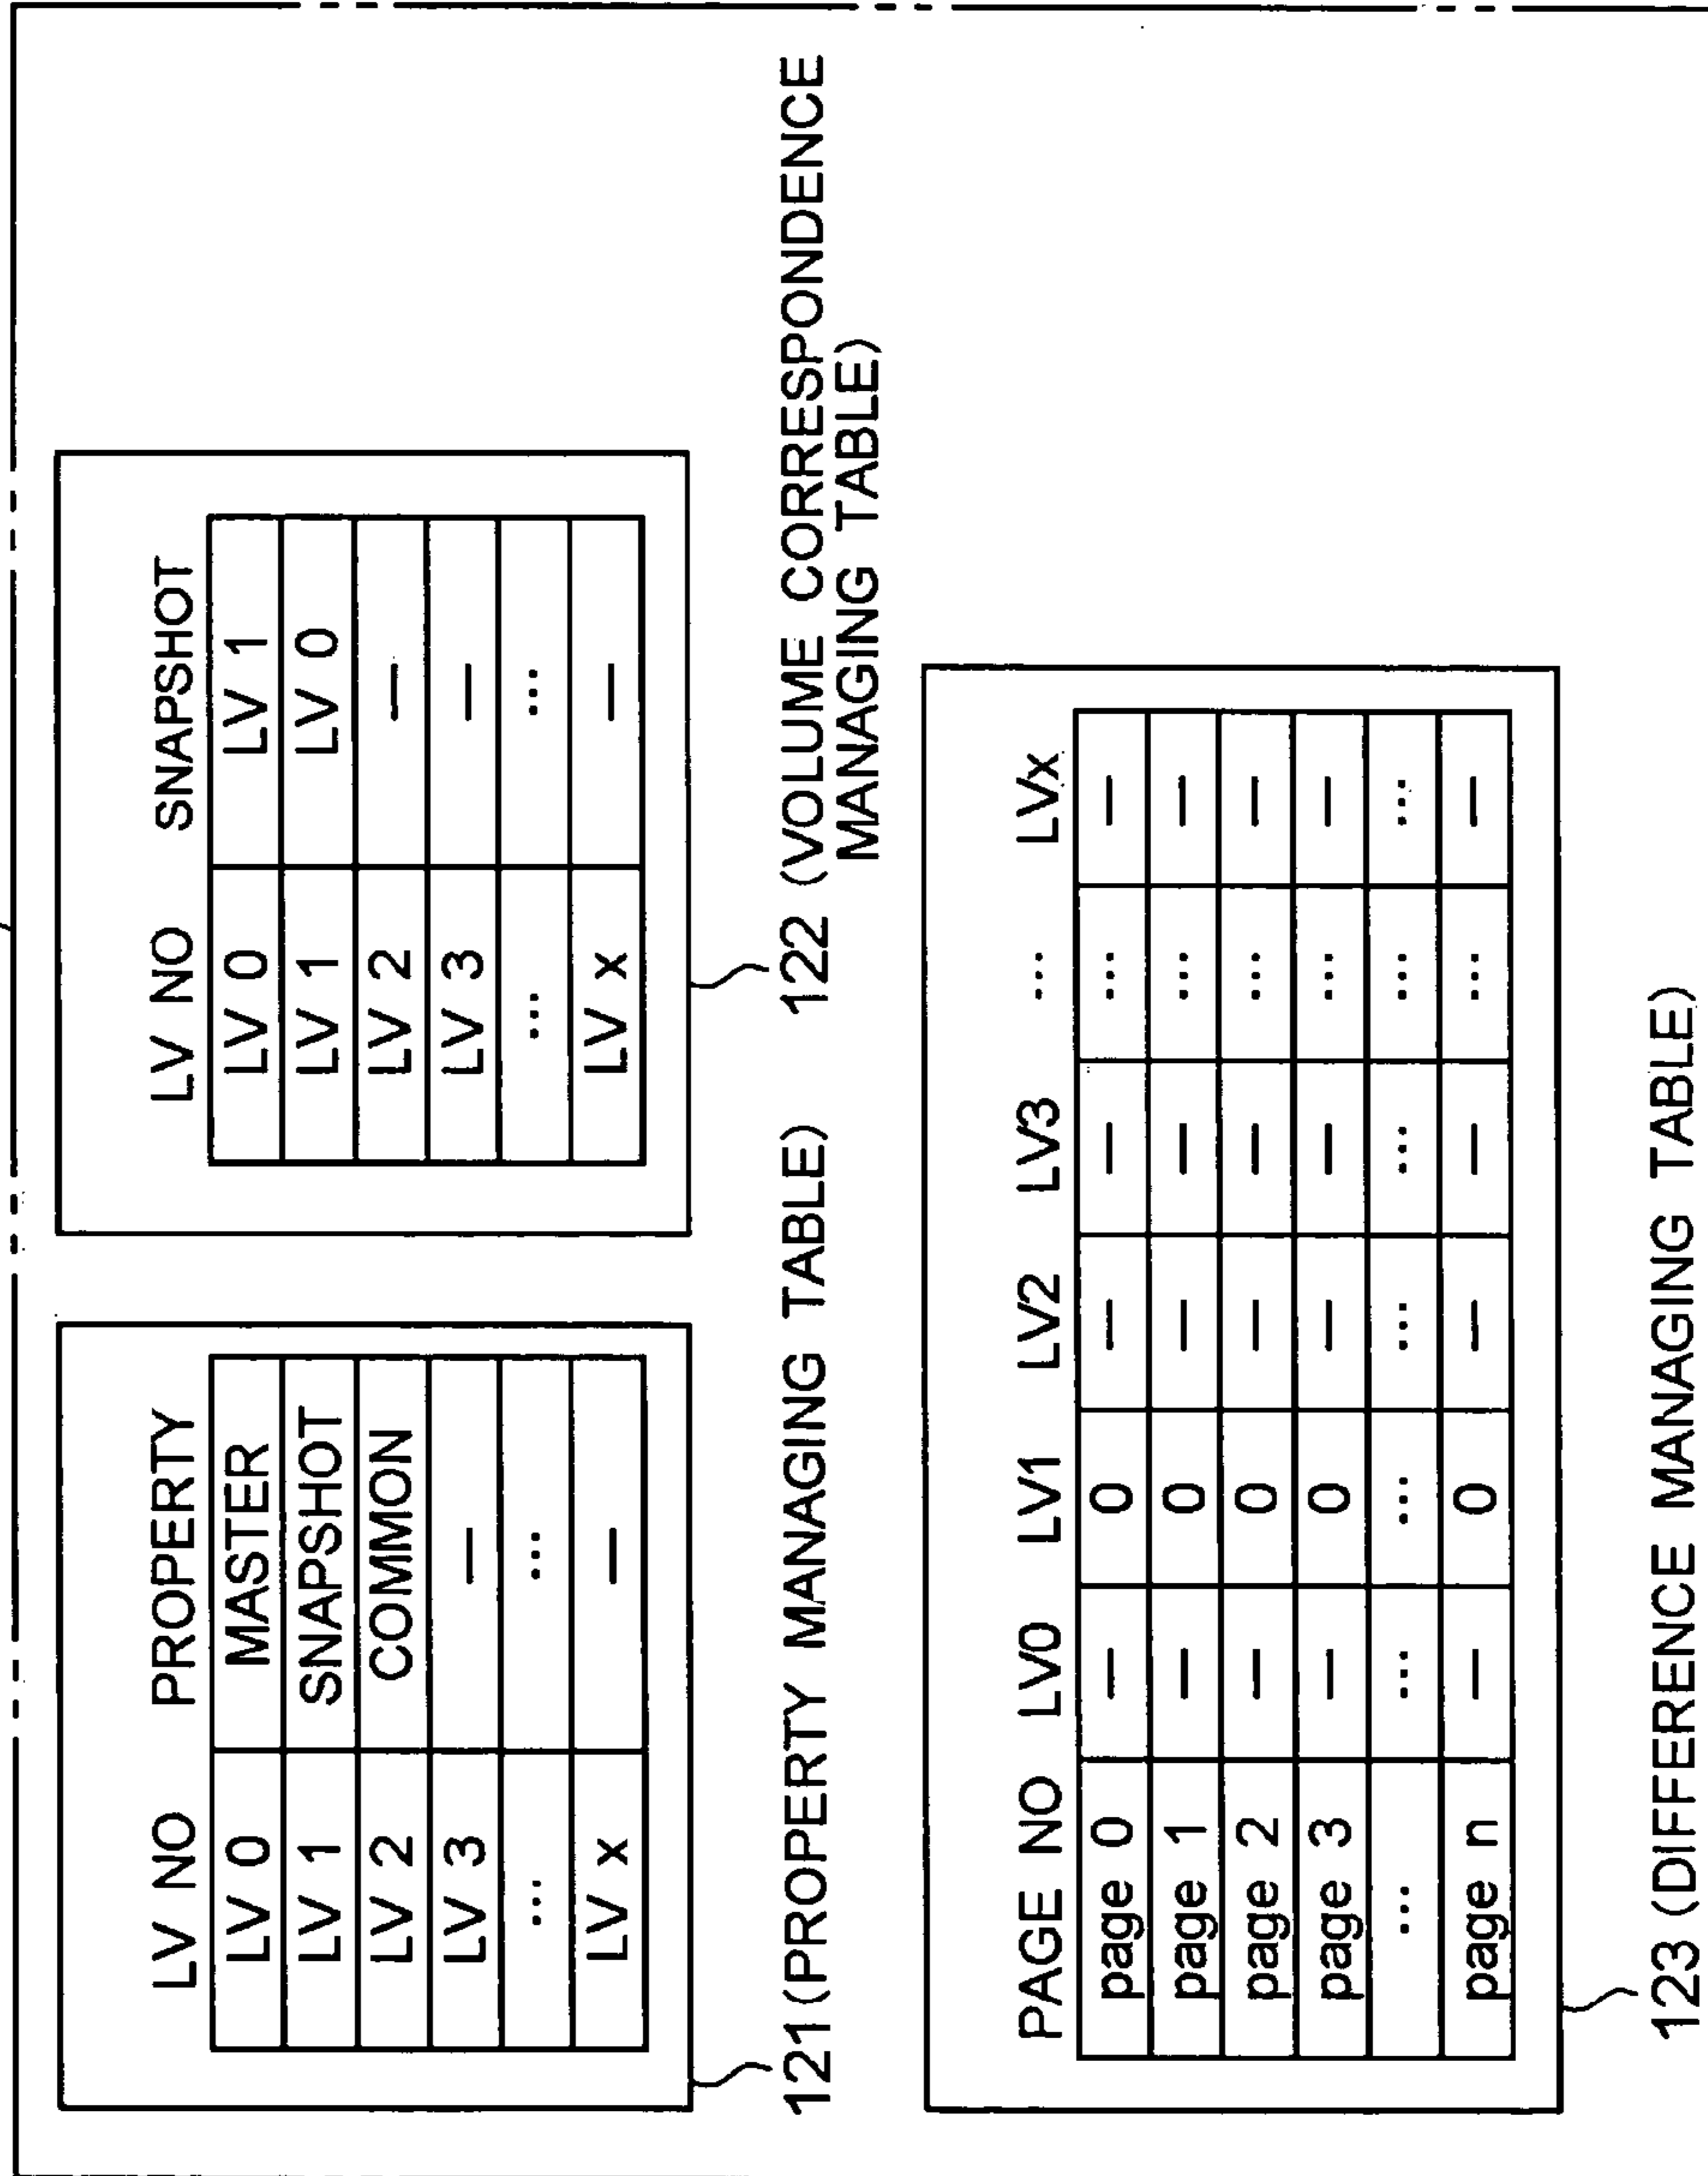 LV NO PROPERTY
LV 0 MASTER
LV 1 SNAPSHOT
LV 2 COMMON
LV 3 —
... ...
LV x —
121 (PROPERTY MANAGING TABLE)
LV NO SNAPSHOT
LV 0 LV 1
LV 1 LV 0
LV 2 —
LV 3 —
... ...
LV x —
122 (VOLUME CORRESPONDENCE
MANAGING TABLE)
PAGE NO LV0 LV1 LV2 LV3 ... LVx
page 0 — 0 — — ... —
page 1 — 0 — — ... —
page 2 — 0 — — ... —
page 3 — 0 — — ... —
... ... ... ... ... ... ...
page n — 0 — — ... —
123 (DIFFERENCE MANAGING TABLE)